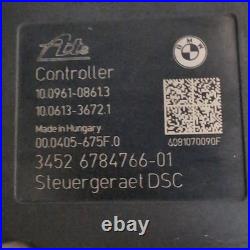 Ate
BMW
Controller
10.0961-0861.3
10.0613-3672.1
Made in Hungary
00.0405-675F.0
6081070090F
3452 6784766-01
Steuergeraet DSC